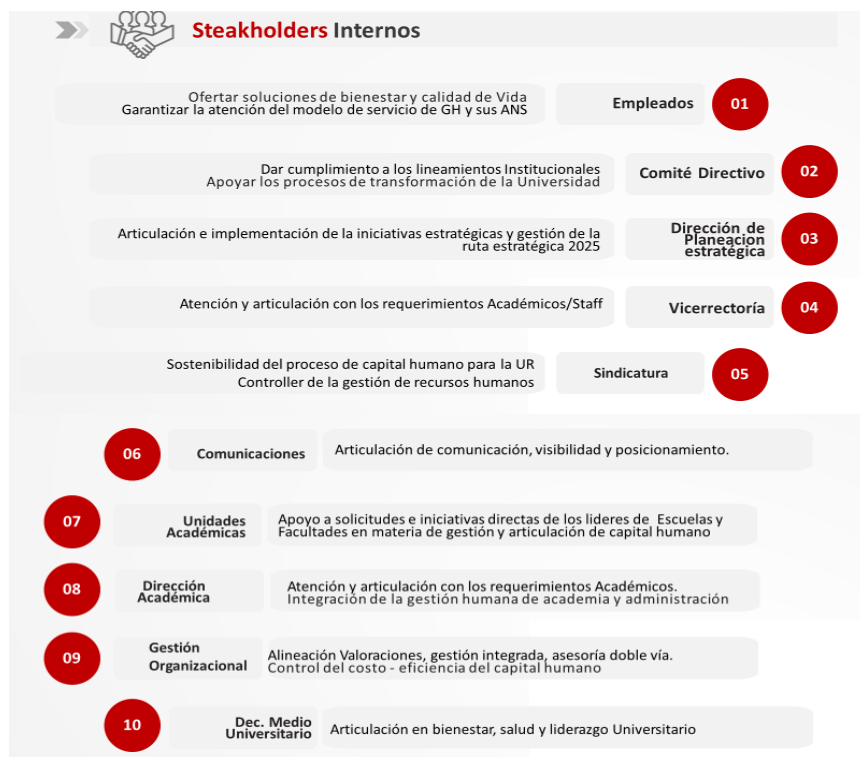 Steakholders Internos
Ofertar soluciones de bienestar y calidad de Vida
Garantizar la atención del modelo de servicio de GH y sus ANS
Empleados
01
Dar cumplimiento a los lineamientos Institucionales
Apoyar los procesos de transformación de la Universidad
Comité Directivo
02
Articulación e implementación de la iniciativas estratégicas y gestión de la
ruta estratégica 2025
Dirección de
Planeacion
estratégica
03
Atención y articulación con los requerimientos Académicos/Staff
Vicerrectoría
04
Sostenibilidad del proceso de capital humano para la UR
Controller de la gestión de recursos humanos
Sindicatura
05
06
Comunicaciones
Articulación de comunicación, visibilidad y posicionamiento.
07
Unidades
Académicas
Apoyo a solicitudes e iniciativas directas de los lideres de Escuelas y
Facultades en materia de gestión y articulación de capital humano
08
Dirección
Académica
Atención y articulación con los requerimientos Académicos.
Integración de la gestión humana de academia y administración
09
Gestión
Organizacional
Alineación Valoraciones, gestión integrada, asesoría doble vía.
Control del costo - eficiencia del capital humano
10
Dec. Medio
Universitario
Articulación en bienestar, salud y liderazgo Universitario